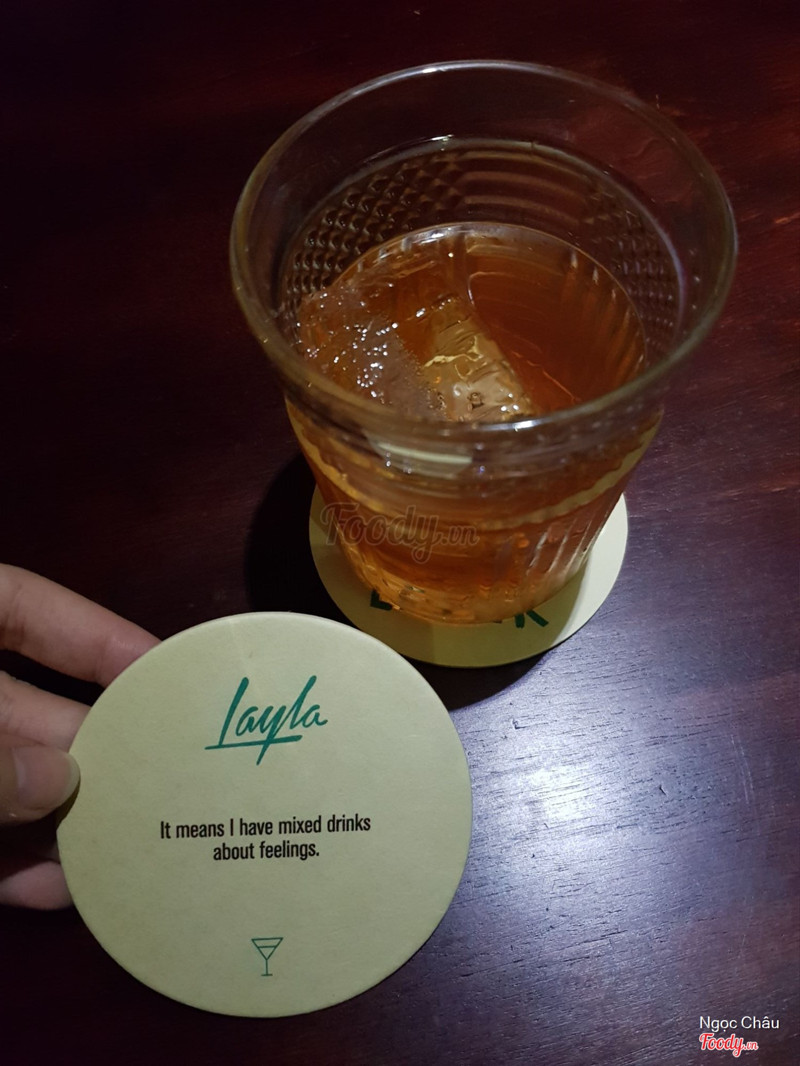 Foody.vn
Layla
It means I have mixed drinks
about feelings.
Ngọc Châu
Foody.vn